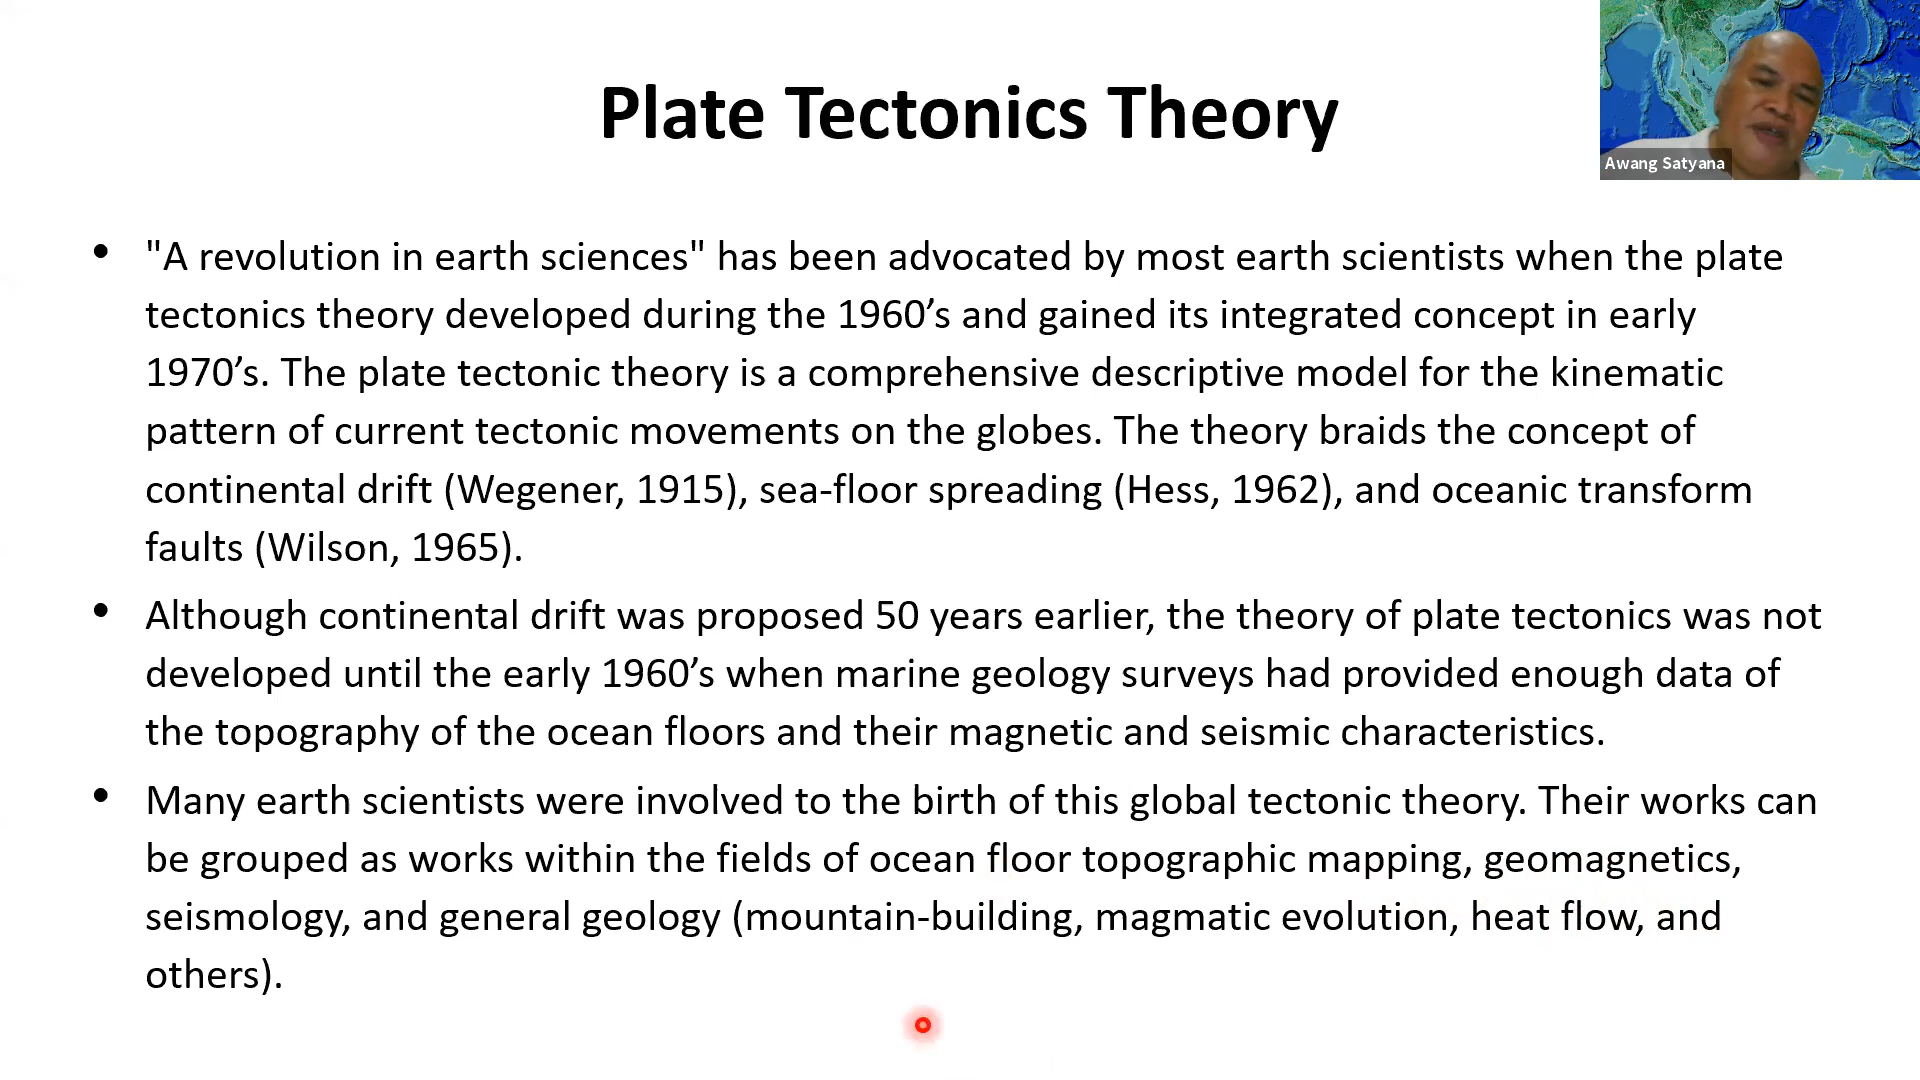 Plate Tectonics Theory
Awang Satyana
• "A revolution in earth sciences" has been advocated by most earth scientists when the plate
tectonics theory developed during the 1960’s and gained its integrated concept in early
1970’s. The plate tectonic theory is a comprehensive descriptive model for the kinematic
pattern of current tectonic movements on the globes. The theory braids the concept of
continental drift (Wegener, 1915), sea-floor spreading (Hess, 1962), and oceanic transform
faults (Wilson, 1965).
• Although continental drift was proposed 50 years earlier, the theory of plate tectonics was not
developed until the early 1960’s when marine geology surveys had provided enough data of
the topography of the ocean floors and their magnetic and seismic characteristics.
• Many earth scientists were involved to the birth of this global tectonic theory. Their works can
be grouped as works within the fields of ocean floor topographic mapping, geomagnetics,
seismology, and general geology (mountain-building, magmatic evolution, heat flow, and
others).